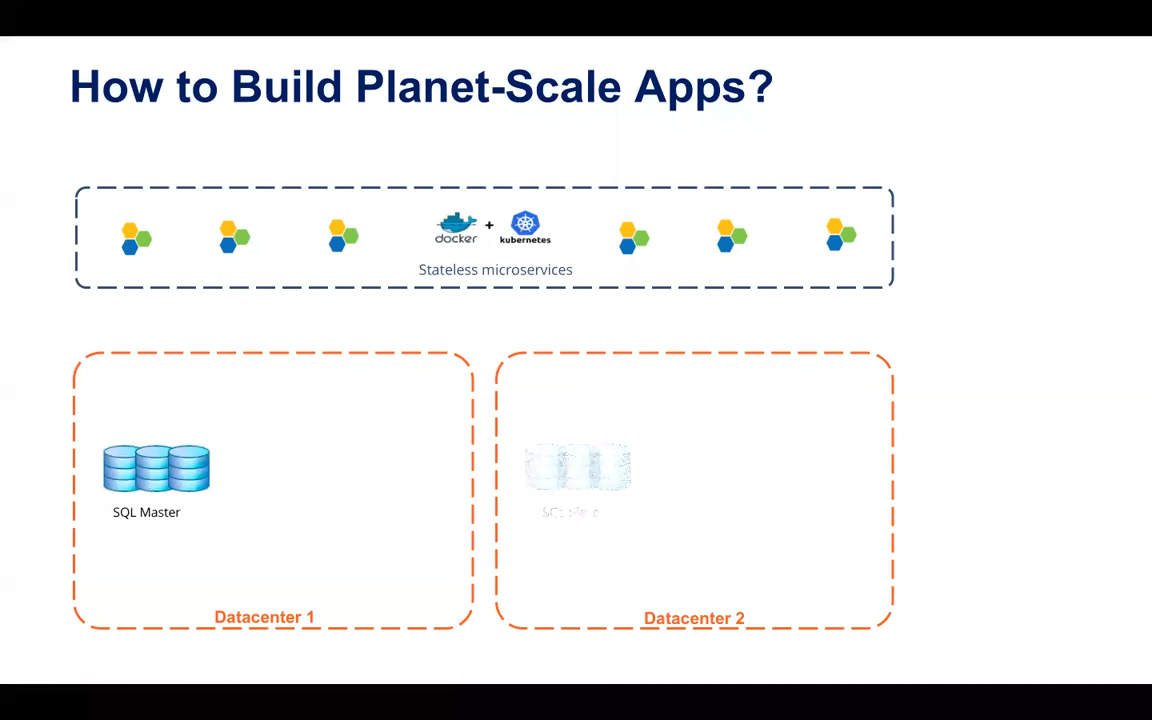 How to Build Planet-Scale Apps?
docker + kubernetes
Stateless microservices
SQL Master
Datacenter 1
Datacenter 2